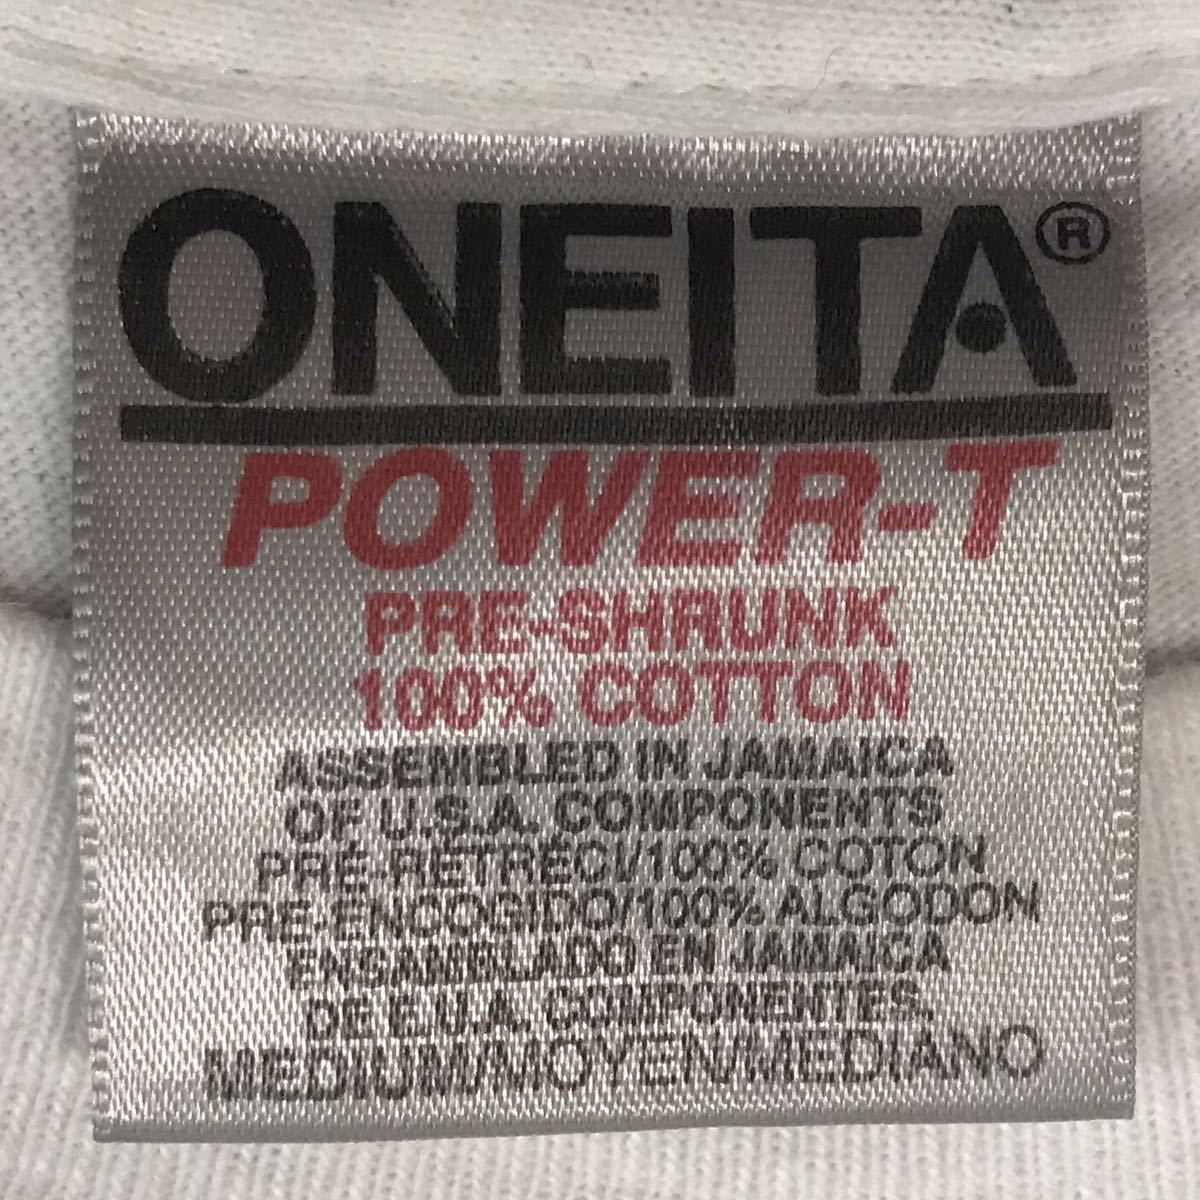 ONEITA®
POWER-T
PRE-SHRUNK
100% COTTON
ASSEMBLED IN JAMAICA
OF U.S.A. COMPONENTS
PRÉ-RETRÉCI/100% COTON
PRE-ENCOGIDO/100% ALGODON
ENSAMBLADO EN JAMAICA
DE E.U.A. COMPONENTES.
MEDIUM/MOYEN/MEDIANO